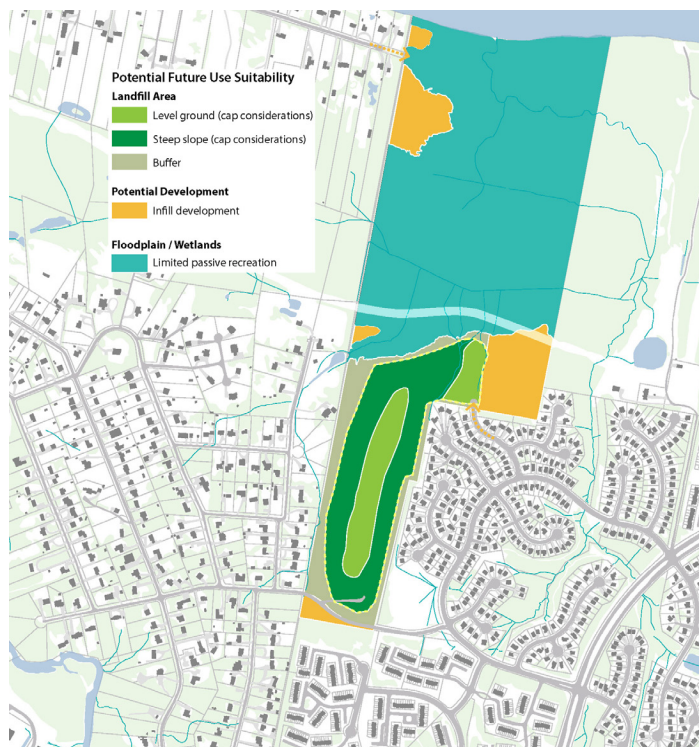 Potential Future Use Suitability
Landfill Area
Level ground (cap considerations)
Steep slope (cap considerations)
Buffer
Potential Development
Infill development
Floodplain / Wetlands
Limited passive recreation